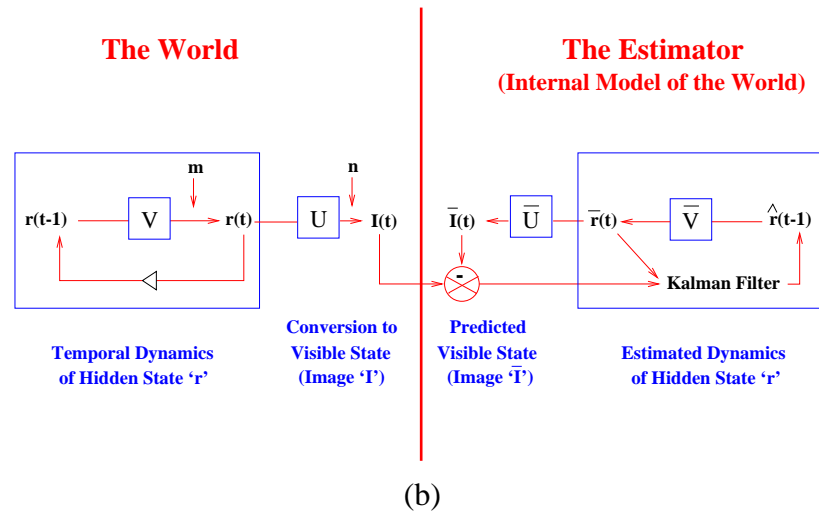 The World
The Estimator
(Internal Model of the World)
m
n
r(t-1)
V
r(t)
U
I(t)
I̅(t)
U̅
r̅(t)
V̅
r̂(t-1)
-
Kalman Filter
Temporal Dynamics
of Hidden State ‘r’
Conversion to
Visible State
(Image ‘I’)
Predicted
Visible State
(Image ‘I̅’)
Estimated Dynamics
of Hidden State ‘r’
(b)